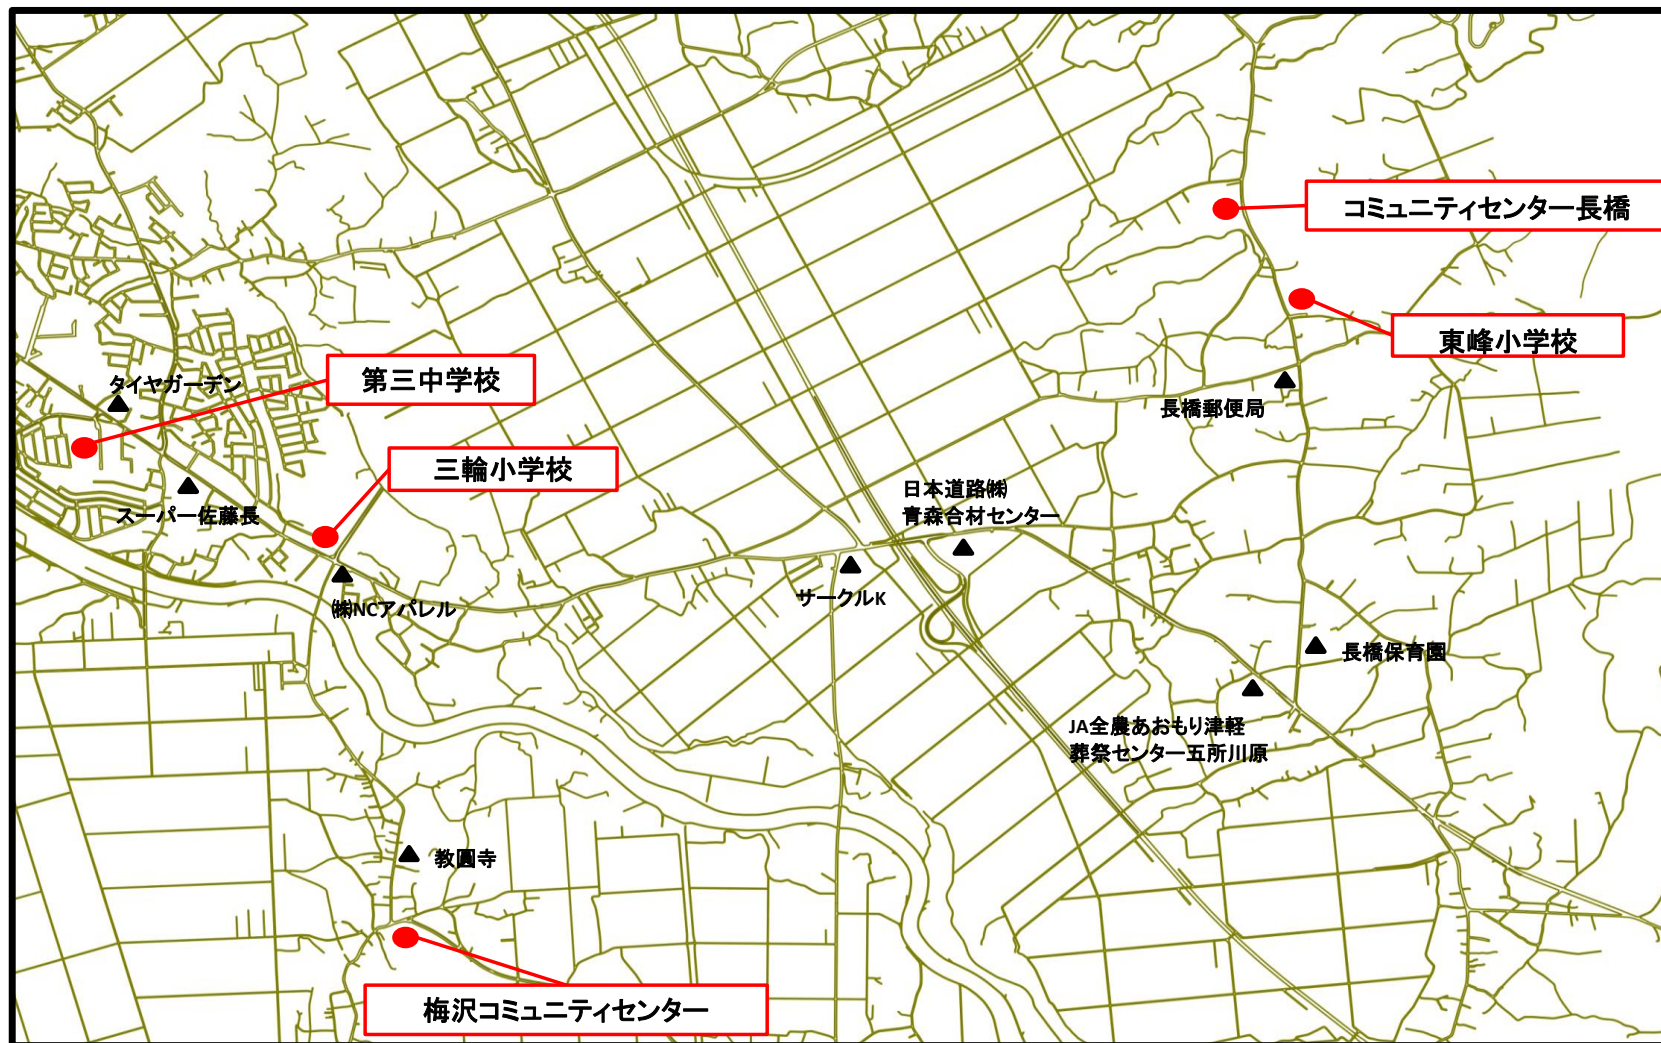 コミュニティセンター長橋
東峰小学校
第三中学校
タイヤガーデン
長橋郵便局
三輪小学校
日本道路㈱
青森合材センター
スーパー佐藤長
サークルK
㈱NCアパレル
長橋保育園
JA全農あおもり津軽
葬祭センター五所川原
教圓寺
梅沢コミュニティセンター